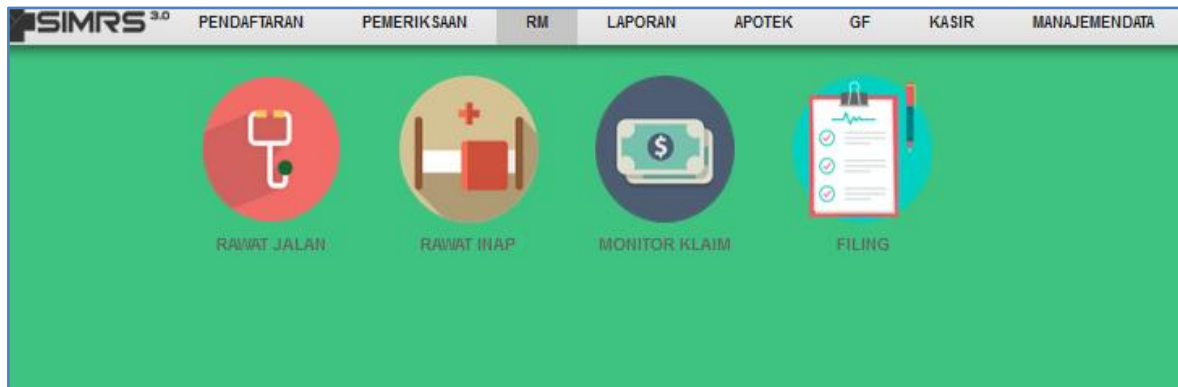 SIMRS 3.0 PENDAFTARAN PEMERIKSAAN RM LAPORAN APOTEK GF KASIR MANAJEMENDATA
$
RAWAT JALAN RAWAT INAP MONITOR KLAIM FILING